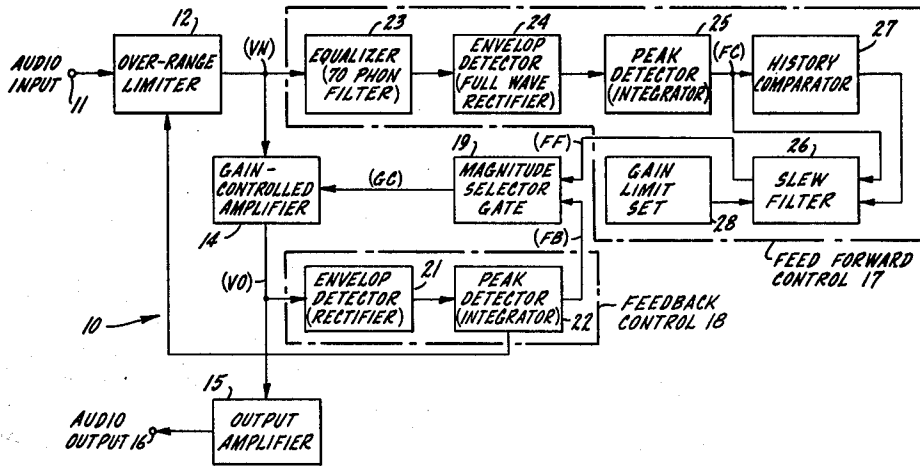 12
(VN)
23
24
25
(FC)
27
AUDIO
INPUT
11
OVER-RANGE
LIMITER
EQUALIZER
(70 PHON
FILTER)
ENVELOP
DETECTOR
(FULL WAVE
RECTIFIER)
PEAK
DETECTOR
(INTEGRATOR)
HISTORY
COMPARATOR
19
(FF)
26
GAIN-
CONTROLLED
AMPLIFIER
14
(GC)
MAGNITUDE
SELECTOR
GATE
GAIN
LIMIT
SET
28
SLEW
FILTER
(FB)
(VO)
21
ENVELOP
DETECTOR
(RECTIFIER)
PEAK
DETECTOR
(INTEGRATOR)
22
FEEDBACK
CONTROL 18
FEED FORWARD
CONTROL 17
10
15
OUTPUT
AMPLIFIER
AUDIO
OUTPUT 16